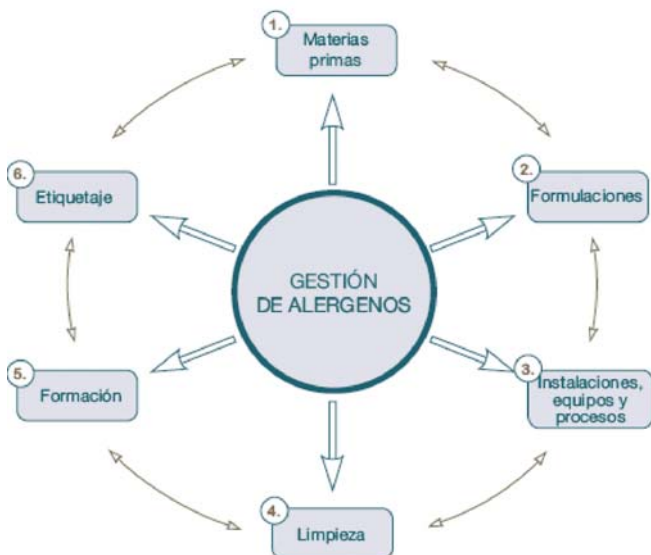 1.
Materias
primas
6.
Etiquetaje
2.
Formulaciones
GESTIÓN
DE ALERGENOS
5.
Formación
3.
Instalaciones,
equipos y
procesos
4.
Limpieza